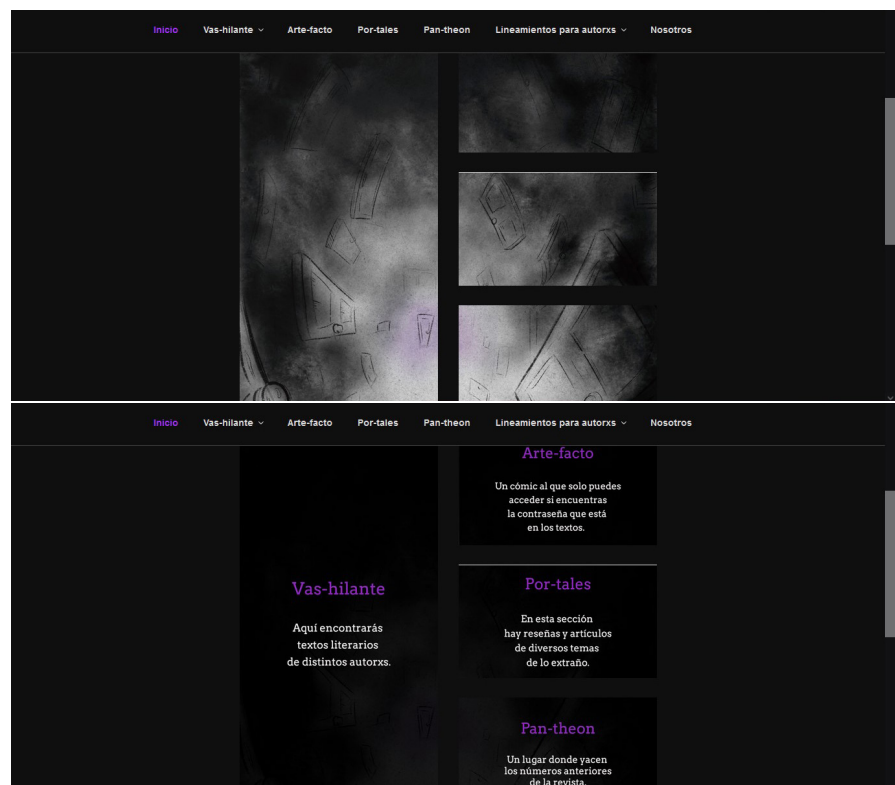 Inicio Vas-hilante Arte-facto Por-tales Pan-theon Lineamientos para autorxs Nosotros
Inicio Vas-hilante Arte-facto Por-tales Pan-theon Lineamientos para autorxs Nosotros
Vas-hilante
Aquí encontrarás
textos literarios
de distintos autorxs.
Arte-facto
Un cómic al que solo puedes
acceder si encuentras
la contraseña que está
en los textos.
Por-tales
En esta sección
hay reseñas y artículos
de diversos temas
de lo extraño.
Pan-theon
Un lugar donde yacen
los números anteriores
de la revista.